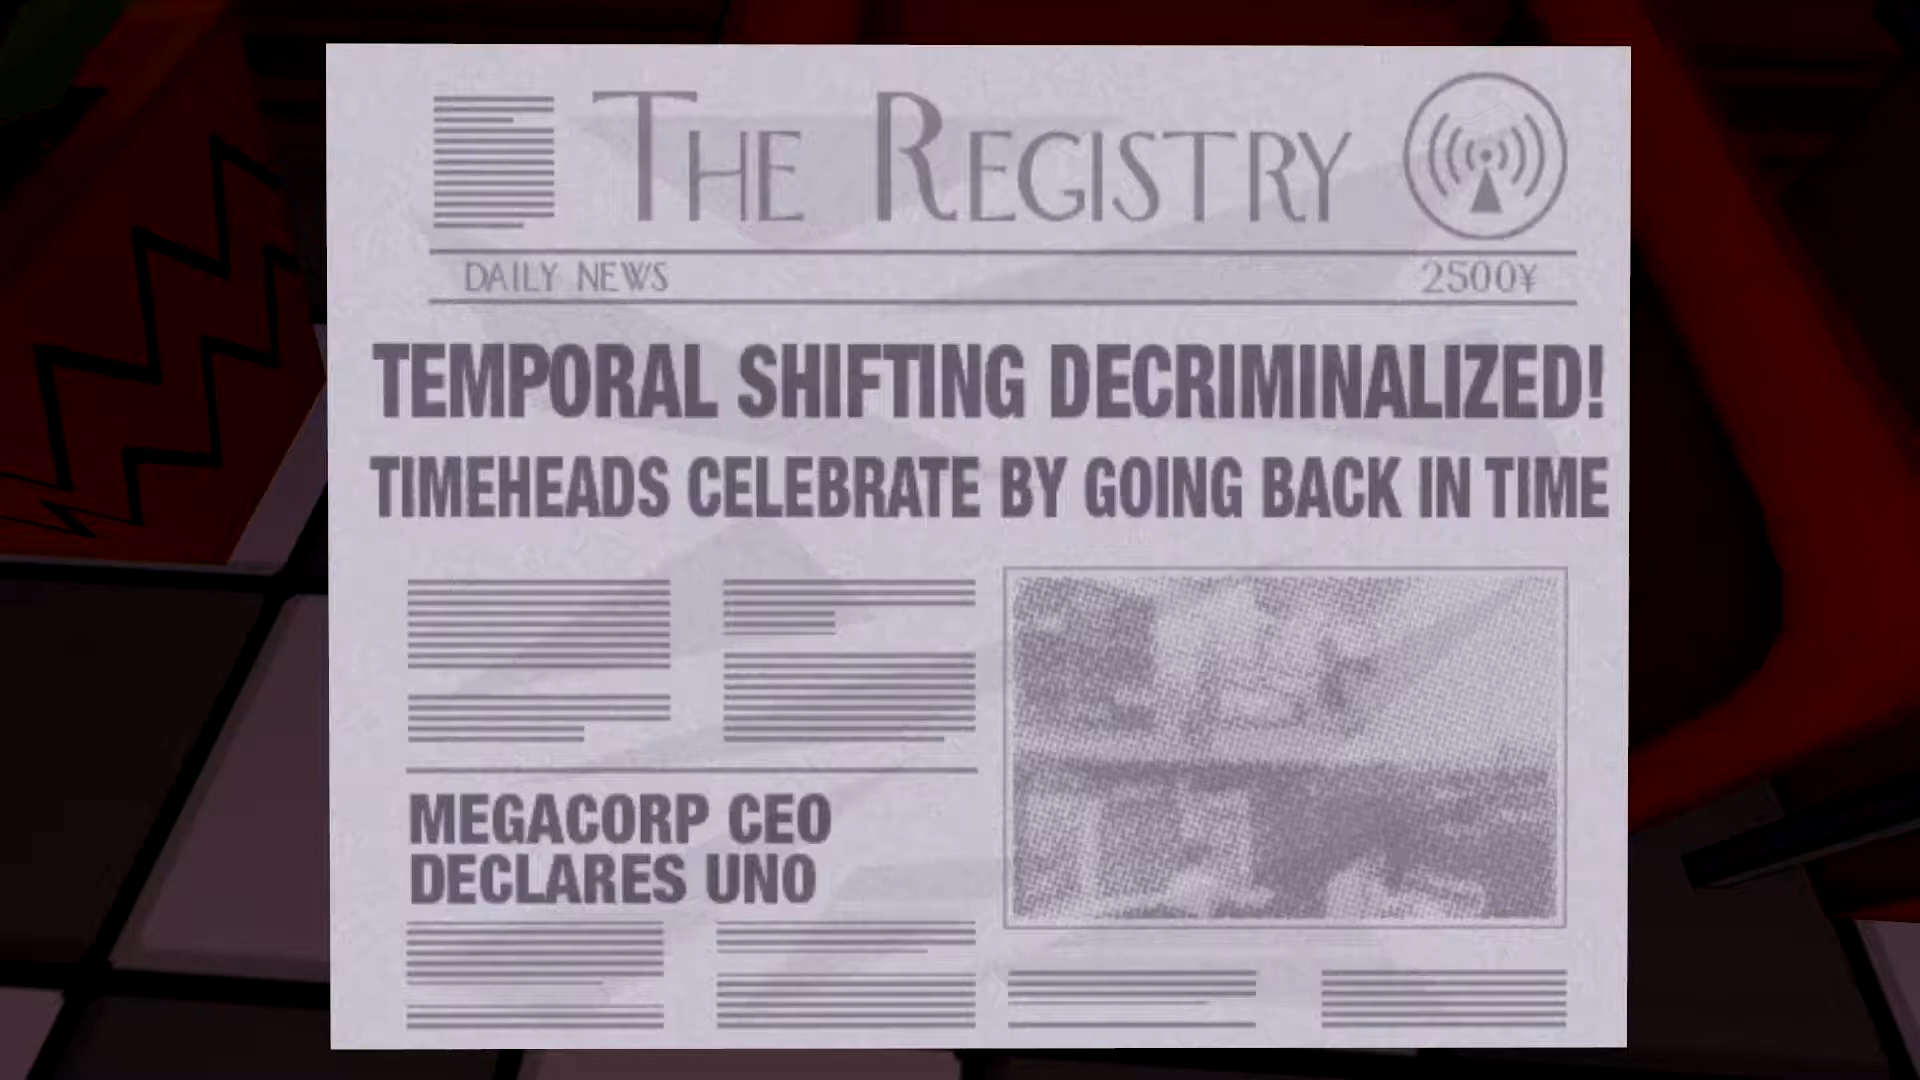 THE REGISTRY
DAILY NEWS
2500¥
TEMPORAL SHIFTING DECRIMINALIZED!
TIMEHEADS CELEBRATE BY GOING BACK IN TIME
MEGACORP CEO
DECLARES UNO